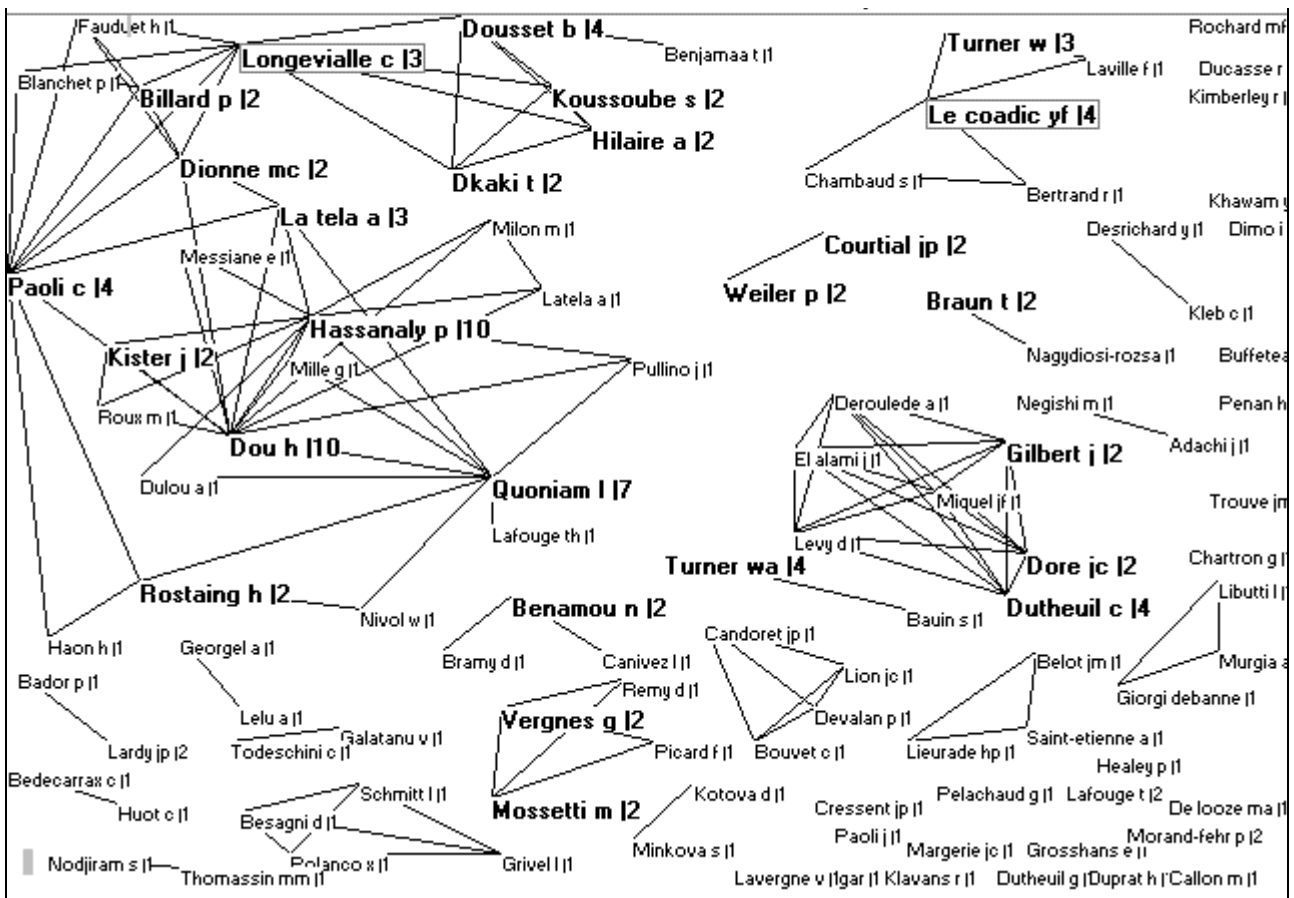 Fauduet h |1
Dousset b |4
Rochard mf
Turner w |3
Benjamaa t |1
Longevialle c |3
Laville f |1
Ducasse r
Blanchet p |1
Billard p |2
Koussoube s |2
Kimberley r |
Le coadic yf |4
Hilaire a |2
Dionne mc |2
Dkaki t |2
Chambaud s |1
Bertrand r |1
Khawam y
La tela a |3
Milon m |1
Desrichard y |1
Dimo i
Courtial jp |2
Messiane e |1
Paoli c |4
Weiler p |2
Latela a |1
Braun t |2
Kleb c |1
Hassanaly p |10
Kister j |2
Mille g |1
Pullino j |1
Nagydiosi-rozsa |1
Buffetea
Roux m |1
Deroulede a |1
Negishi m |1
Penan h
Dou h |10
Adachi j |1
El alami j |1
Gilbert j |2
Dulou a |1
Quoniam l |7
Miquel jf |1
Trouve jm
Lafouge th |1
Levy d |1
Chartron g |
Turner wa |4
Dore jc |2
Rostaing h |2
Libutti l |
Benamou n |2
Dutheuil c |4
Nivol w |1
Bauin s |1
Candoret jp |1
Haon h |1
Georgel a |1
Bramy d |1
Canivez l |1
Belot jm |1
Murgia a
Lion jc |1
Bador p |1
Remy d |1
Giorgi debanne |1
Lelu a |1
Vergnes g |2
Devalan p |1
Galatanu v |1
Saint-etienne a |1
Lardy jp |2
Todeschini c |1
Picard f |1
Bouvet c |1
Lieurade hp |1
Healey p |1
Bedecarrax c |1
Schmitt l |1
Kotova d |1
Pelachaud g |1
Lafouge t |2
Huot c |1
Besagni d |1
Mossetti m |2
Cressent jp |1
De looze ma |1
Paoli j |1
Morand-fehr p |2
Minkova s |1
Margerie jc |1
Grosshans e |1
Nodjiram s |1
Polanco x |1
Grivel l |1
Thomassin mm |1
Lavergne v |1
Igar |1
Klavans r |1
Dutheuil g |
Duprat h |
Callon m |1